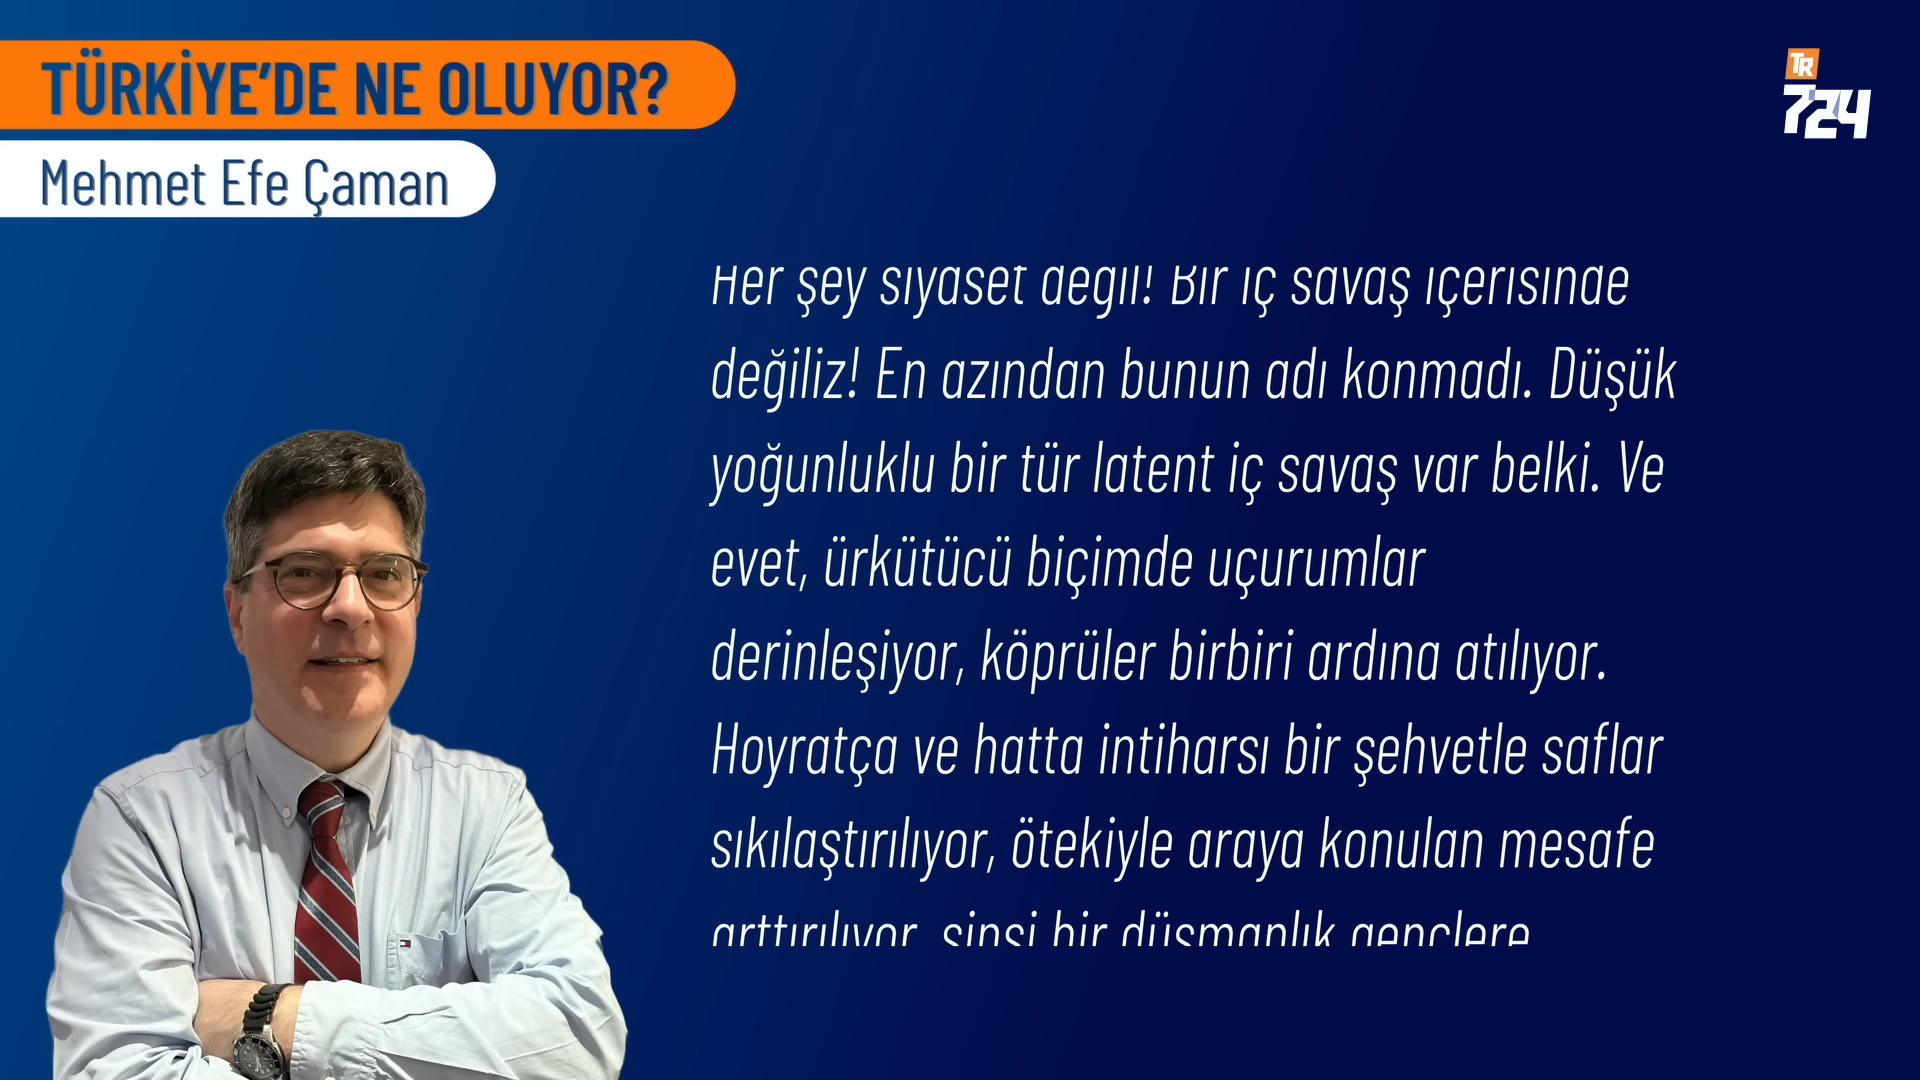 TÜRKİYE'DE NE OLUYOR?
Mehmet Efe Çaman
TR
724
Her şey siyaset değil! Bir iç savaş içerisinde
değiliz! En azından bunun adı konmadı. Düşük
yoğunluklu bir tür latent iç savaş var belki. Ve
evet, ürkütücü biçimde uçurumlar
derinleşiyor, köprüler birbiri ardına atılıyor.
Hoyratça ve hatta intiharsı bir şehvetle saflar
sıkılaştırılıyor, ötekiyle araya konulan mesafe
arttırılıyor, sinsi bir düşmanlık gençlere